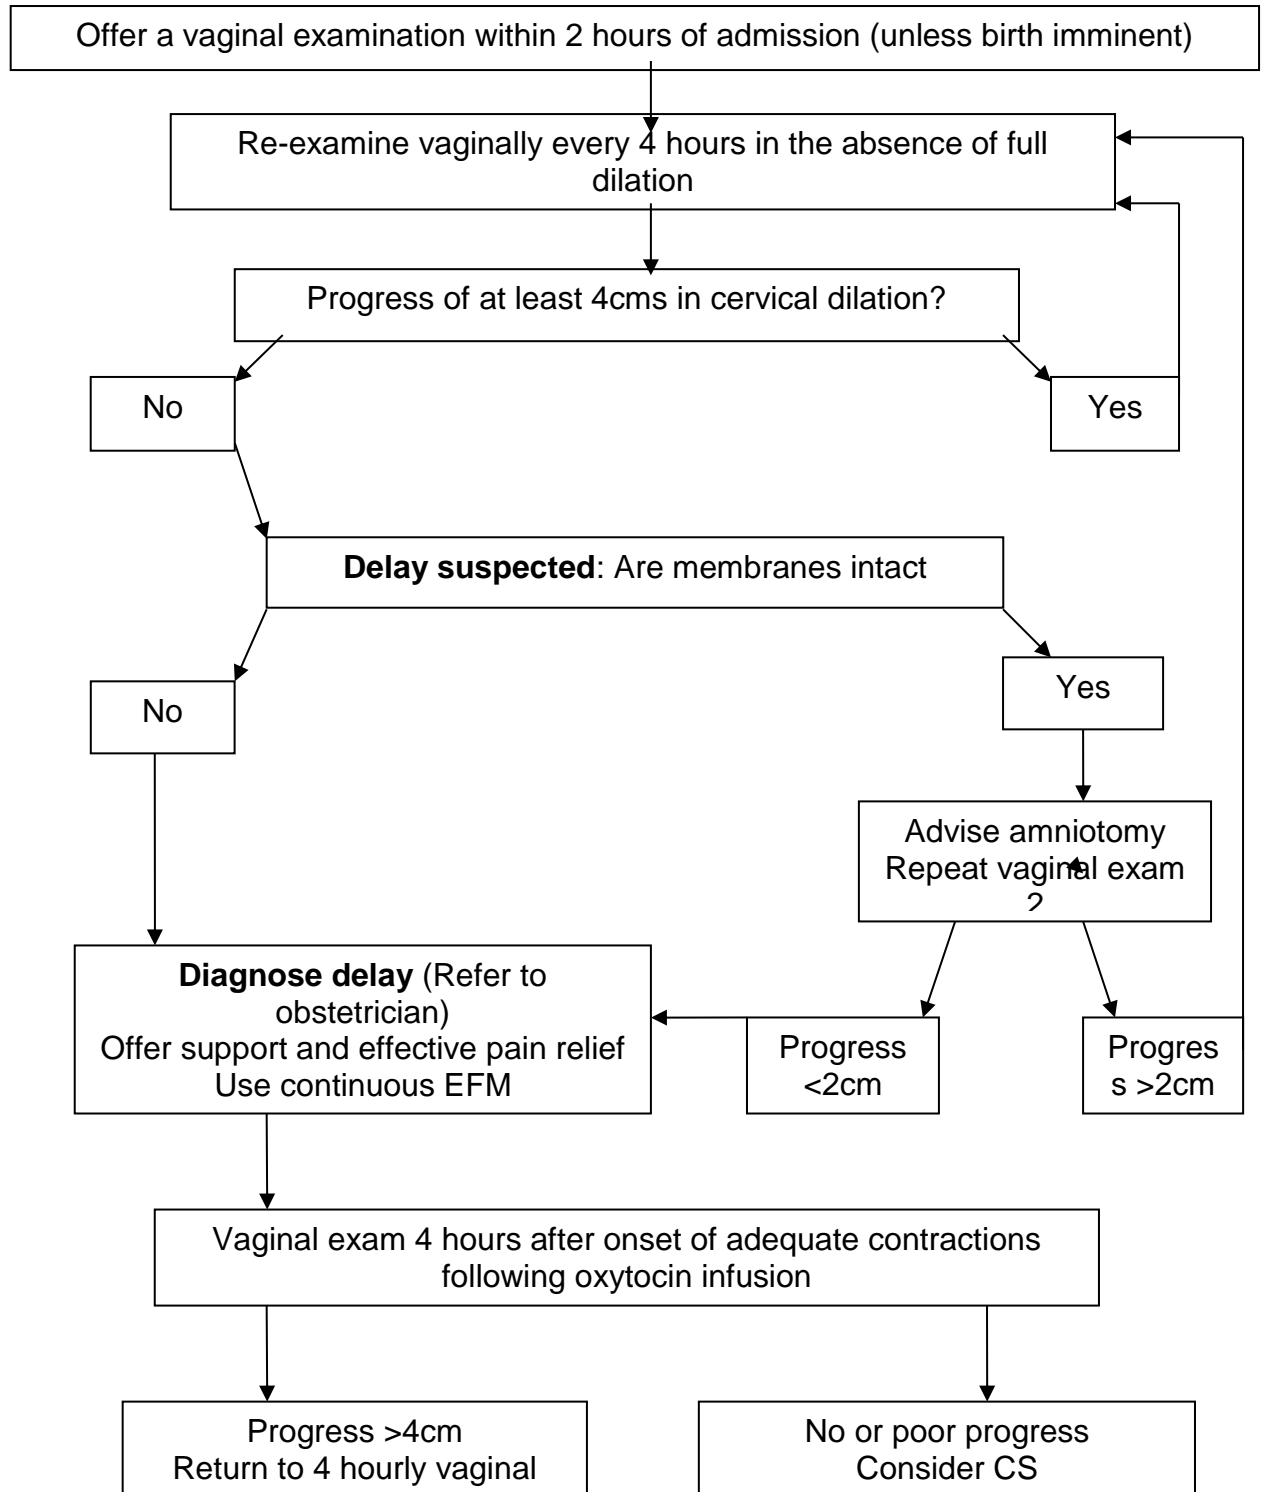 Offer a vaginal examination within 2 hours of admission (unless birth imminent)
Re-examine vaginally every 4 hours in the absence of full
dilation
Progress of at least 4cms in cervical dilation?
No
Yes
Delay suspected: Are membranes intact
No
Yes
Advise amniotomy
Repeat vaginal exam
2
Diagnose delay (Refer to
obstetrician)
Offer support and effective pain relief
Use continuous EFM
Progress
<2cm
Progres
s >2cm
Vaginal exam 4 hours after onset of adequate contractions
following oxytocin infusion
Progress >4cm
Return to 4 hourly vaginal
No or poor progress
Consider CS